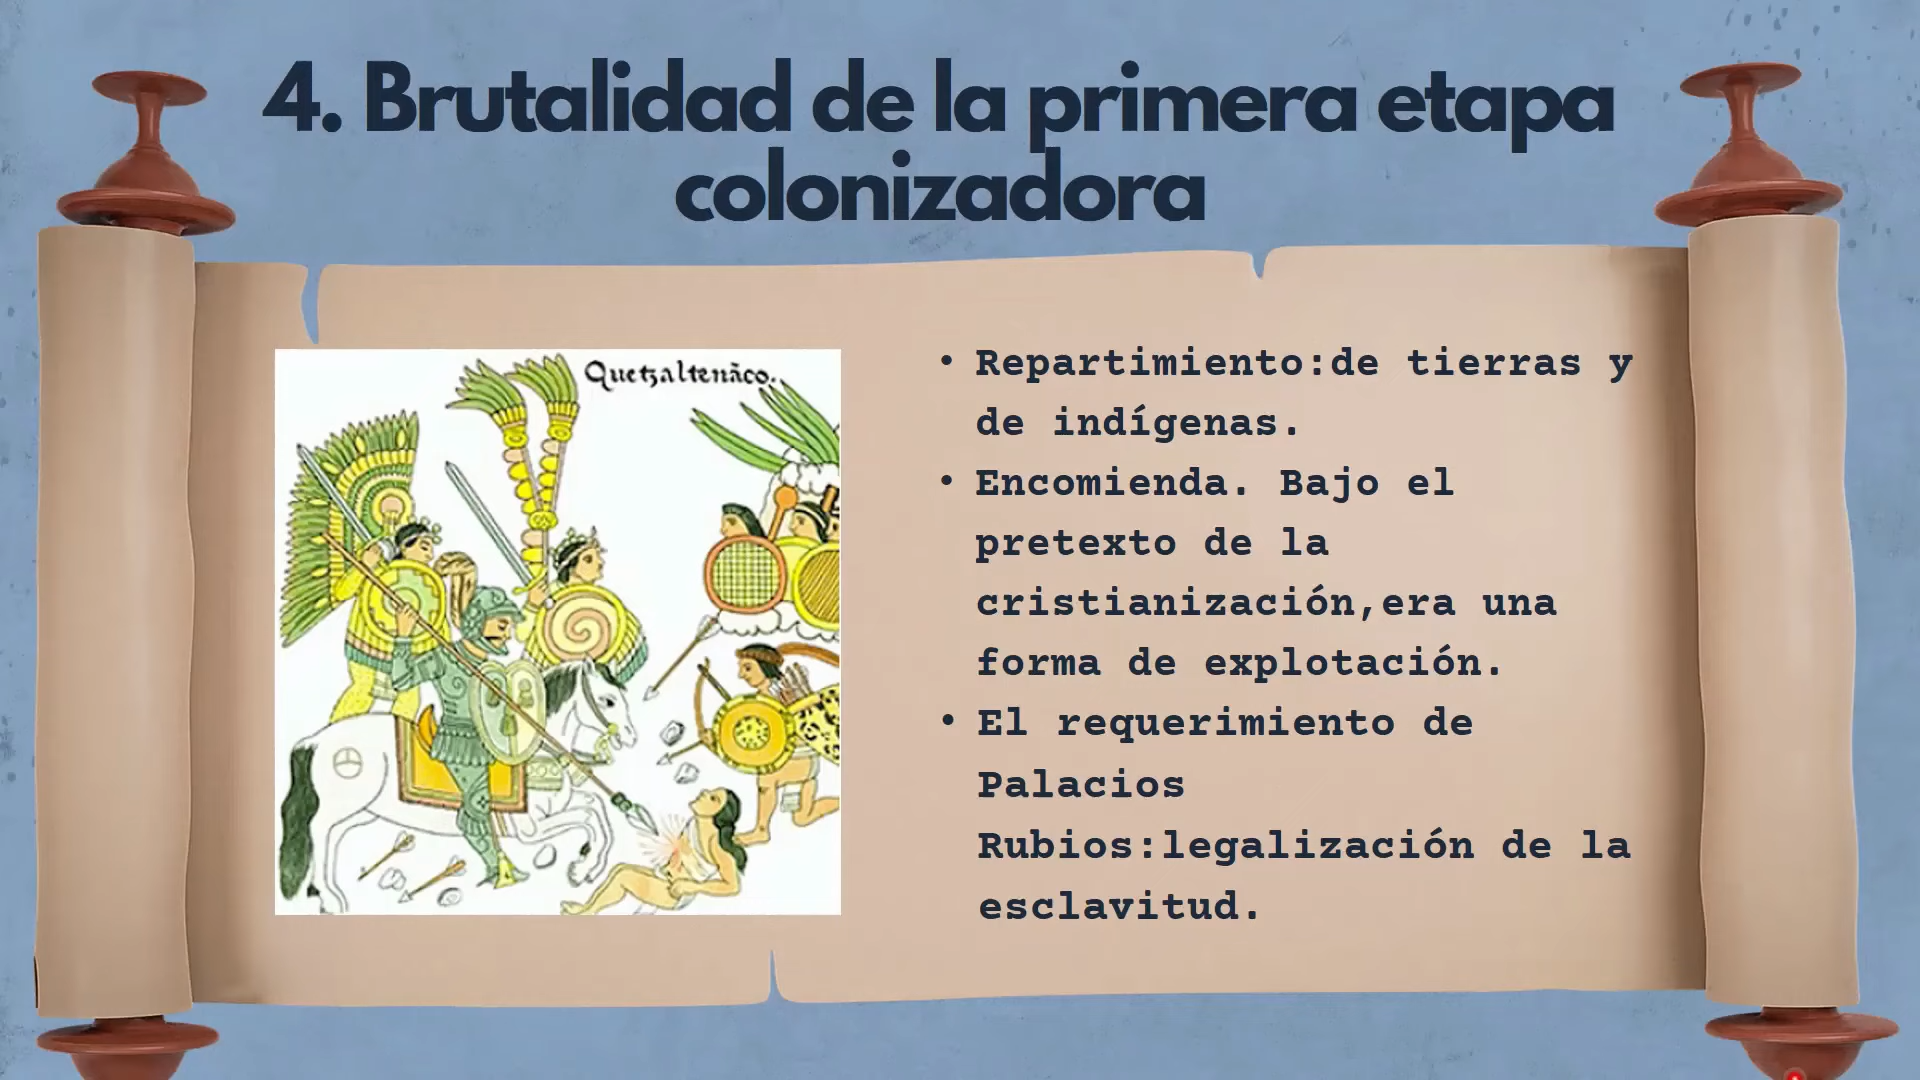 4. Brutalidad de la primera etapa
colonizadora
Quetzaltenãco.
• Repartimiento:de tierras y
de indígenas.
• Encomienda. Bajo el
pretexto de la
cristianización,era una
forma de explotación.
• El requerimiento de
Palacios
Rubios:legalización de la
esclavitud.